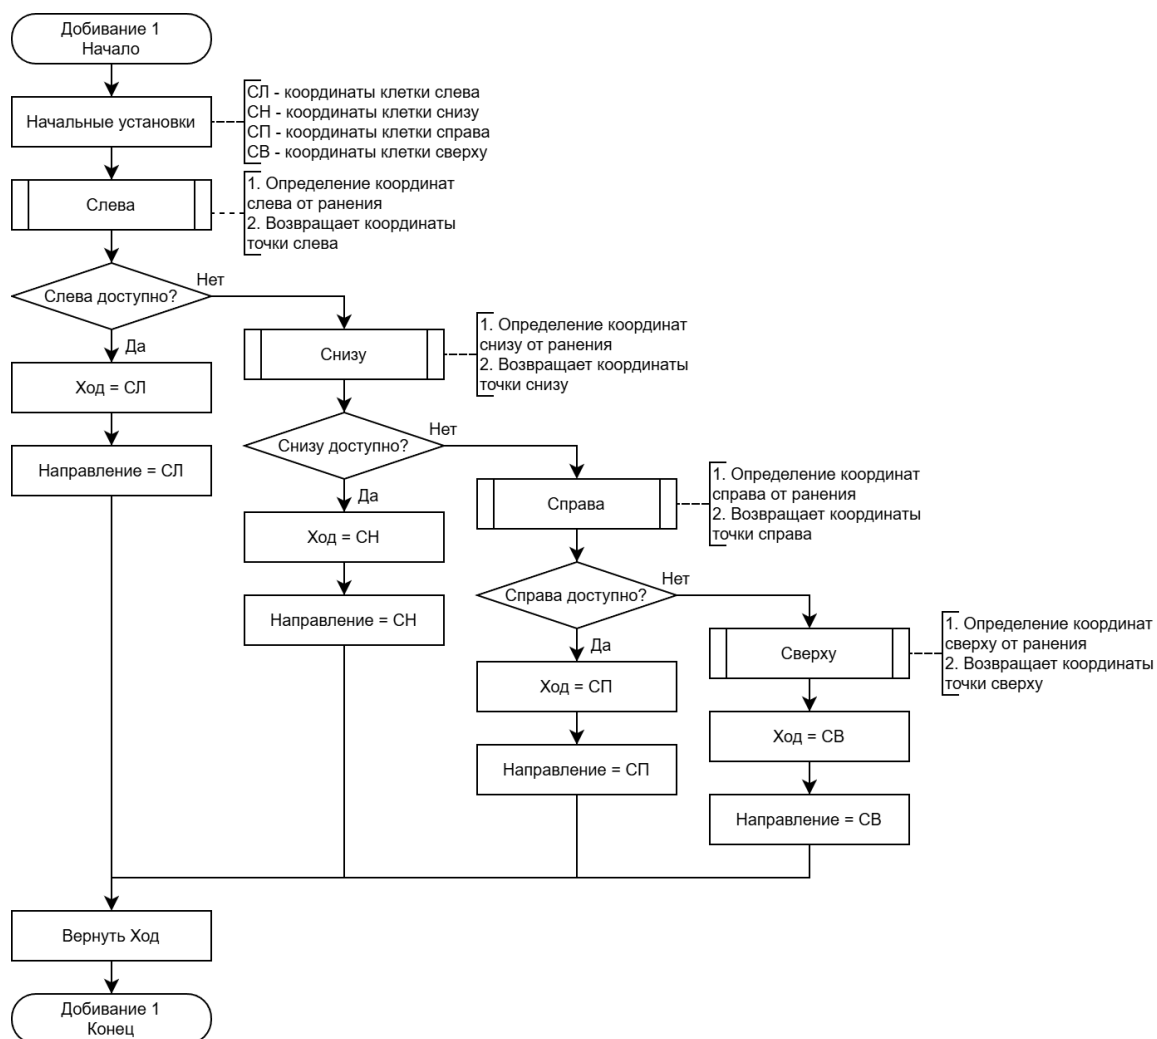 Добивание 1
Начало
Начальные установки
СЛ - координаты клетки слева
СН - координаты клетки снизу
СП - координаты клетки справа
СВ - координаты клетки сверху
Слева
1. Определение координат
слева от ранения
2. Возвращает координаты
точки слева
Слева доступно?
Нет
Да
Ход = СЛ
Направление = СЛ
Снизу
1. Определение координат
снизу от ранения
2. Возвращает координаты
точки снизу
Снизу доступно?
Нет
Да
Ход = СН
Направление = СН
Справа
1. Определение координат
справа от ранения
2. Возвращает координаты
точки справа
Справа доступно?
Нет
Да
Ход = СП
Направление = СП
Сверху
1. Определение координат
сверху от ранения
2. Возвращает координаты
точки сверху
Ход = СВ
Направление = СВ
Вернуть Ход
Добивание 1
Конец